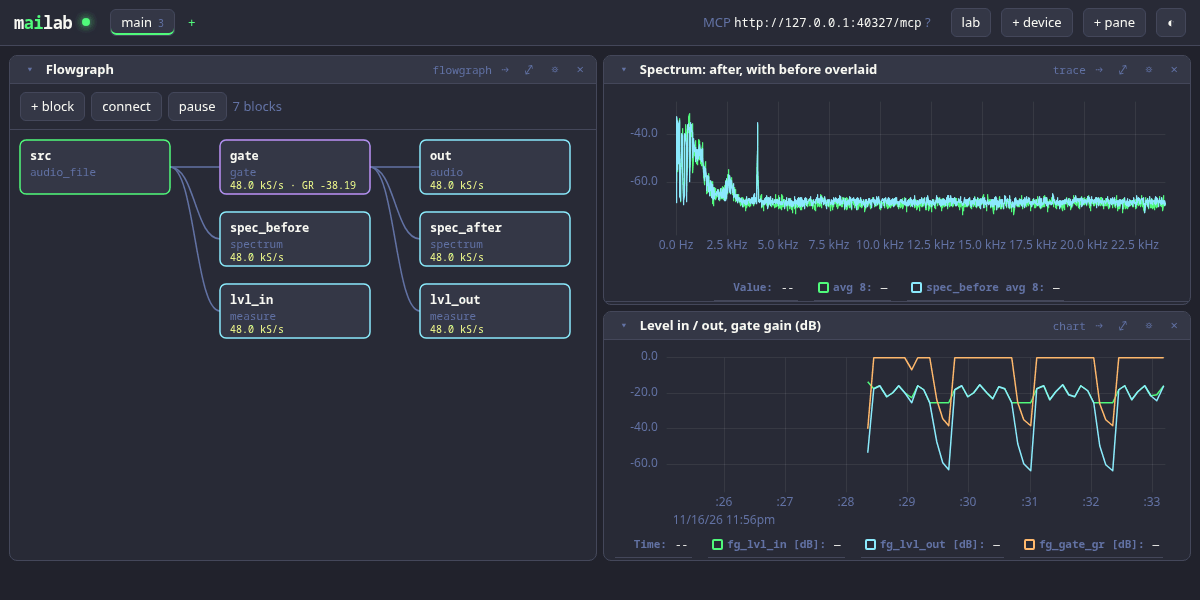 mailab
main 3 +
MCP http://127.0.0.1:40327/mcp ?
lab
+ device
+ pane
Flowgraph
flowgraph
+ block
connect
pause
7 blocks
src
audio_file
gate
gate
48.0 kS/s · GR -38.19
out
audio
48.0 kS/s
spec_before
spectrum
48.0 kS/s
spec_after
spectrum
48.0 kS/s
lvl_in
measure
48.0 kS/s
lvl_out
measure
48.0 kS/s
Spectrum: after, with before overlaid
trace
-40.0
-60.0
0.0 Hz 2.5 kHz 5.0 kHz 7.5 kHz 10.0 kHz 12.5 kHz 15.0 kHz 17.5 kHz 20.0 kHz 22.5 kHz
Value: -- avg 8: — spec_before avg 8: —
Level in / out, gate gain (dB)
chart
0.0
-20.0
-40.0
-60.0
:26 :27 :28 :29 :30 :31 :32 :33
11/16/26 11:56pm
Time: -- fg_lvl_in [dB]: — fg_lvl_out [dB]: — fg_gate_gr [dB]: —